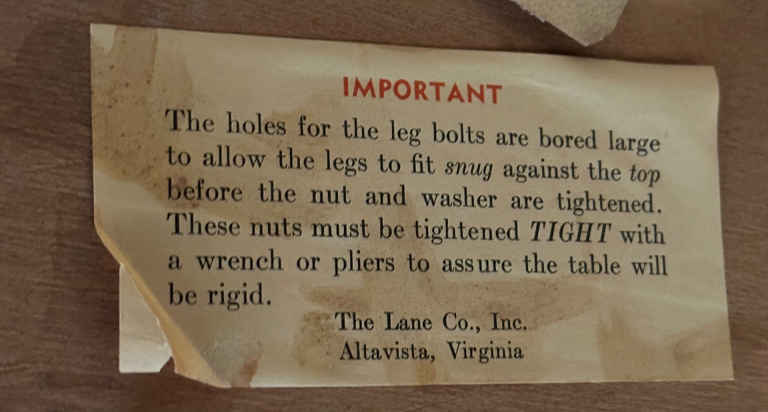 IMPORTANT
The holes for the leg bolts are bored large
to allow the legs to fit snug against the top
before the nut and washer are tightened.
These nuts must be tightened TIGHT with
a wrench or pliers to assure the table will
be rigid.
The Lane Co., Inc.
Altavista, Virginia